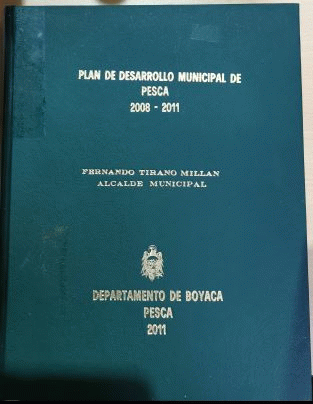 PLAN DE DESARROLLO MUNICIPAL DE
PESCA
2008 - 2011
FERNANDO TIRANO MILLAN
ALCALDE MUNICIPAL
DEPARTAMENTO DE BOYACA
PESCA
2011